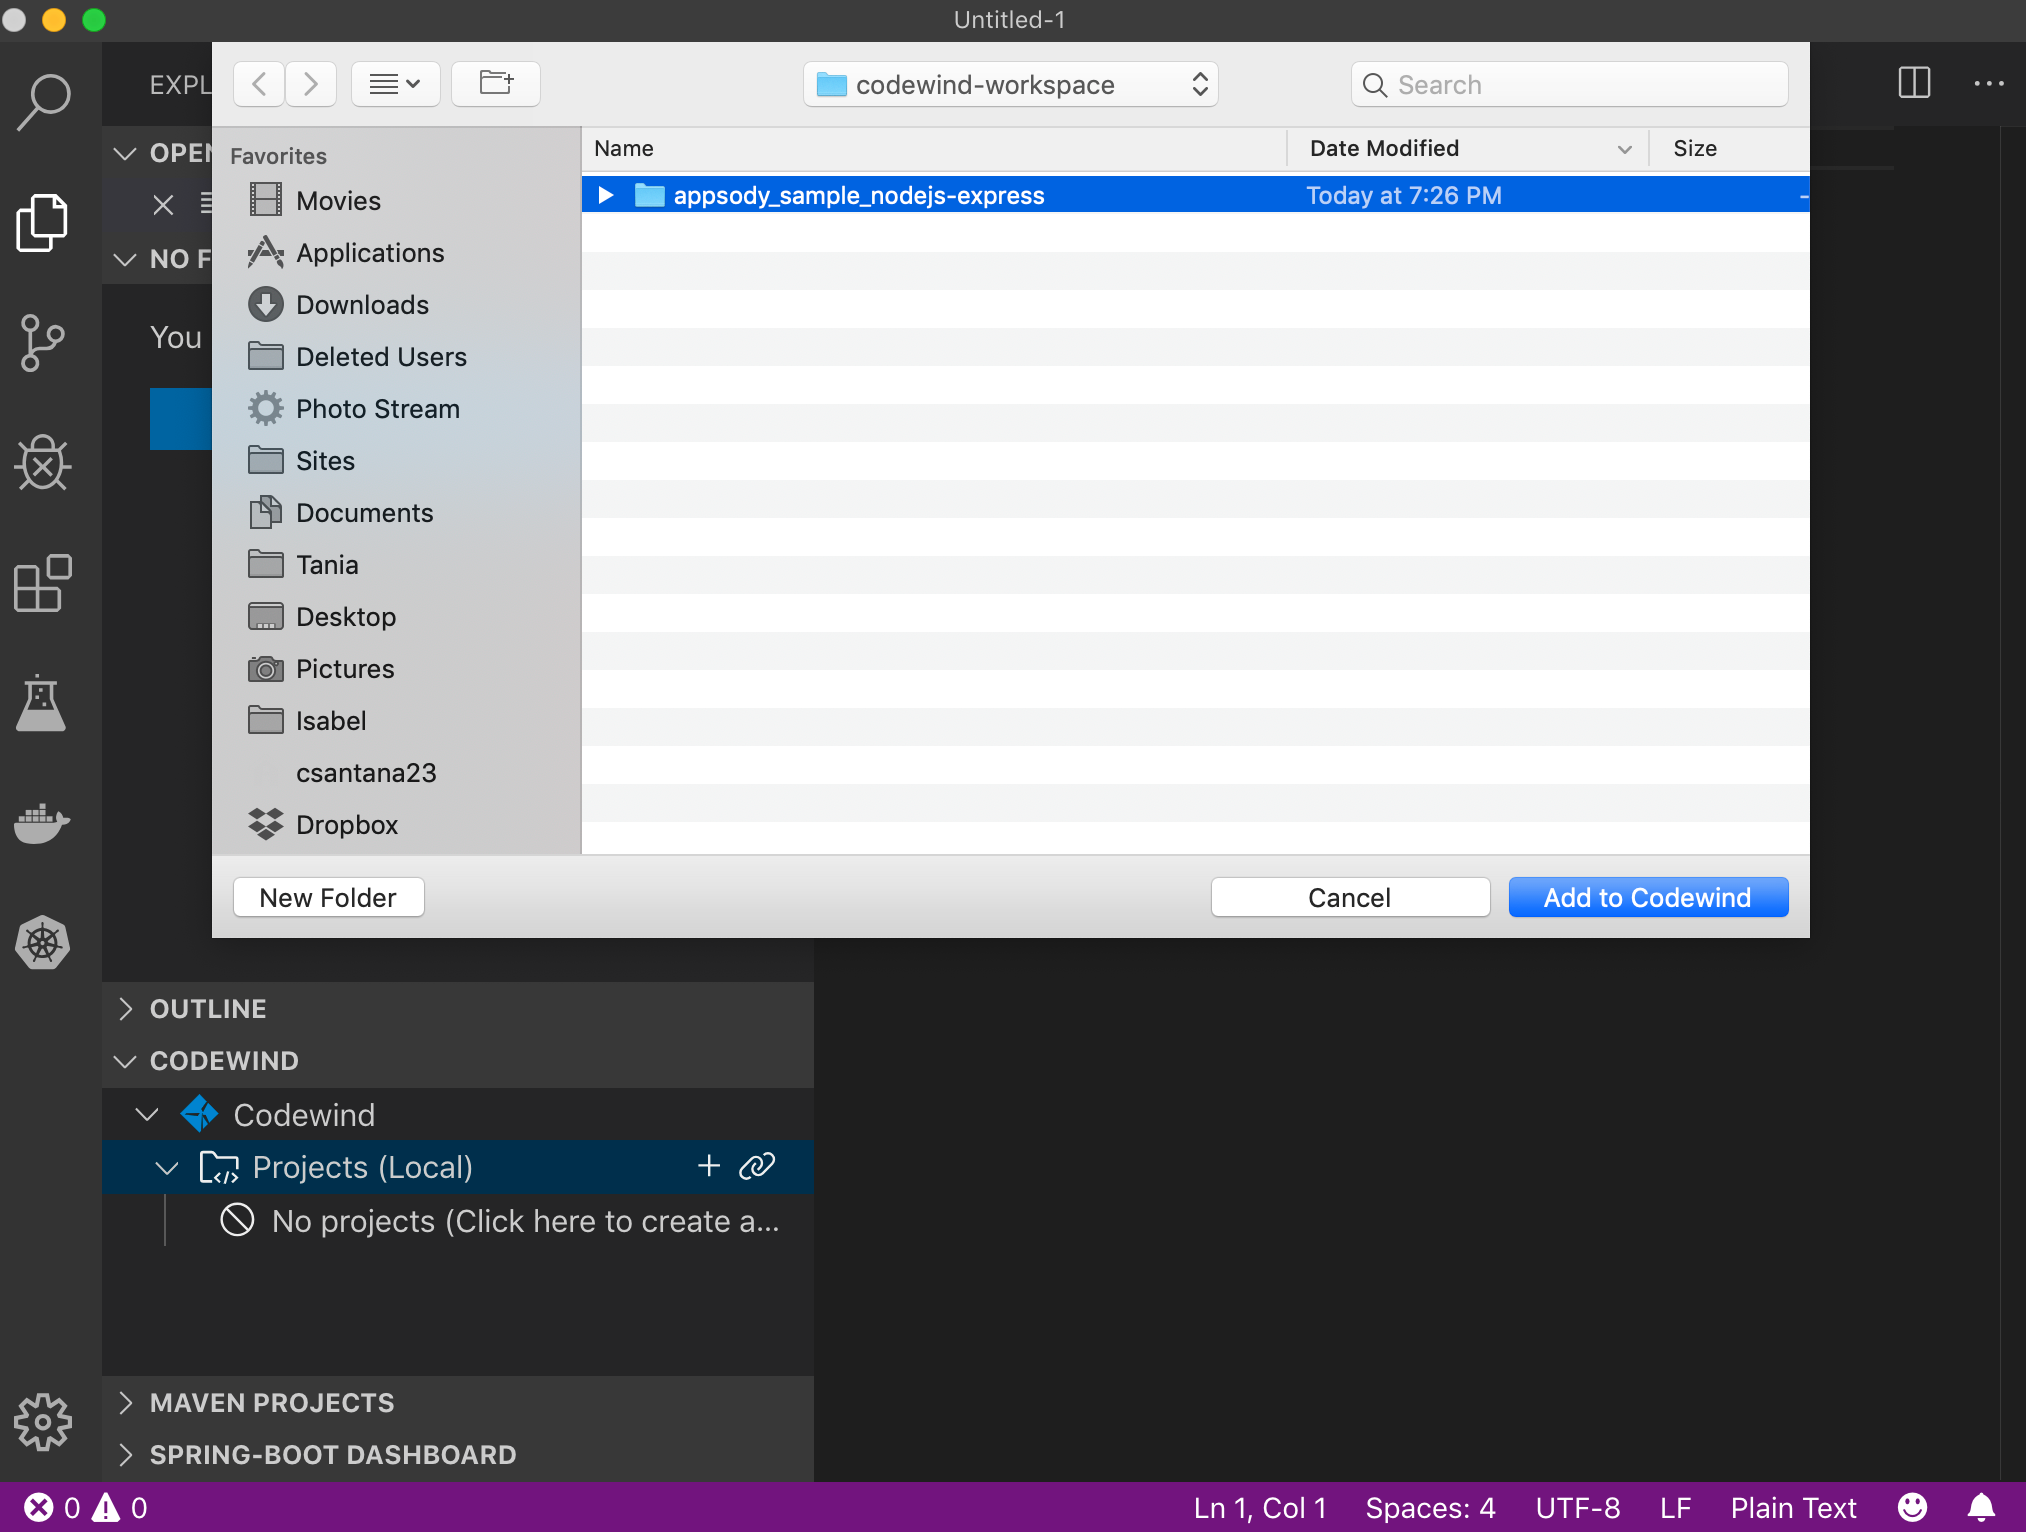 Untitled-1
EXPL
codewind-workspace
Search
OPEN
NO F
You
Favorites
Movies
Applications
Downloads
Deleted Users
Photo Stream
Sites
Documents
Tania
Desktop
Pictures
Isabel
csantana23
Dropbox
Name Date Modified Size
appsody_sample_nodejs-express Today at 7:26 PM -
New Folder Cancel Add to Codewind
OUTLINE
CODEWIND
Codewind
Projects (Local)
No projects (Click here to create a...
MAVEN PROJECTS
SPRING-BOOT DASHBOARD
0 0 Ln 1, Col 1 Spaces: 4 UTF-8 LF Plain Text